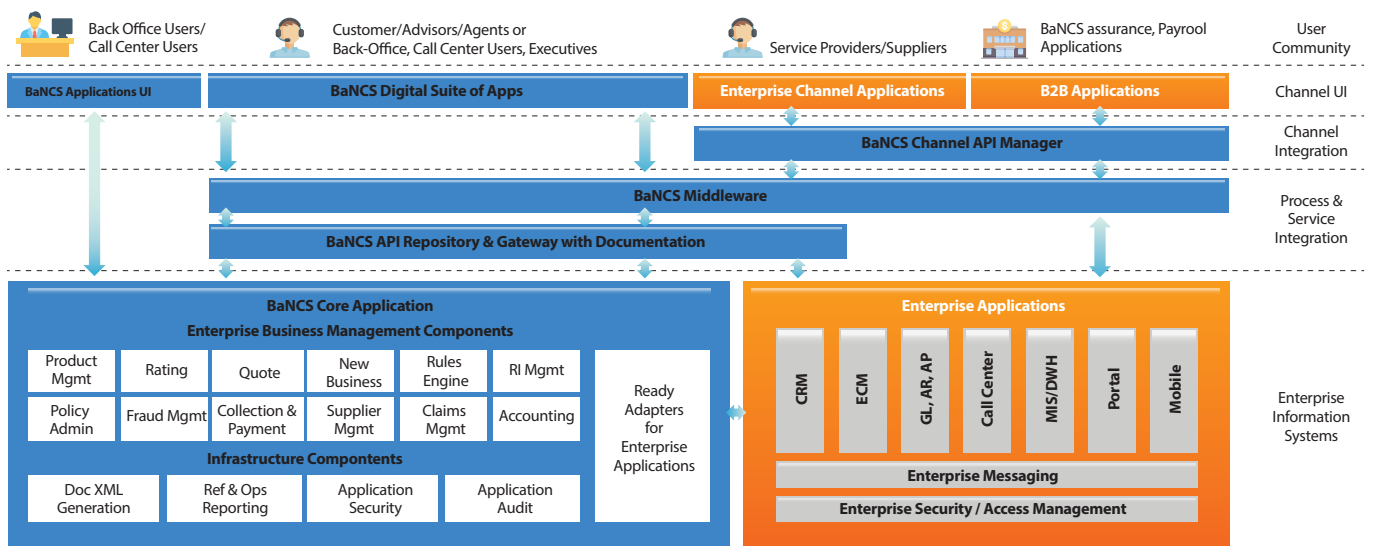 Back Office Users/
Call Center Users
Customer/Advisors/Agents or
Back-Office, Call Center Users, Executives
Service Providers/Suppliers
BaNCS assurance, Payrool
Applications
User
Community
BaNCS Applications UI
BaNCS Digital Suite of Apps
Enterprise Channel Applications
B2B Applications
Channel UI
BaNCS Channel API Manager
Channel
Integration
BaNCS Middleware
BaNCS API Repository & Gateway with Documentation
Process &
Service
Integration
BaNCS Core Application
Enterprise Business Management Components
Product
Mgmt
Rating
Quote
New
Business
Rules
Engine
RI Mgmt
Policy
Admin
Fraud Mgmt
Collection &
Payment
Supplier
Mgmt
Claims
Mgmt
Accounting
Infrastructure Compontents
Doc XML
Generation
Ref & Ops
Reporting
Application
Security
Application
Audit
Ready
Adapters
for
Enterprise
Applications
Enterprise Applications
CRM
ECM
GL, AR, AP
Call Center
MIS/DWH
Portal
Mobile
Enterprise Messaging
Enterprise Security / Access Management
Enterprise
Information
Systems